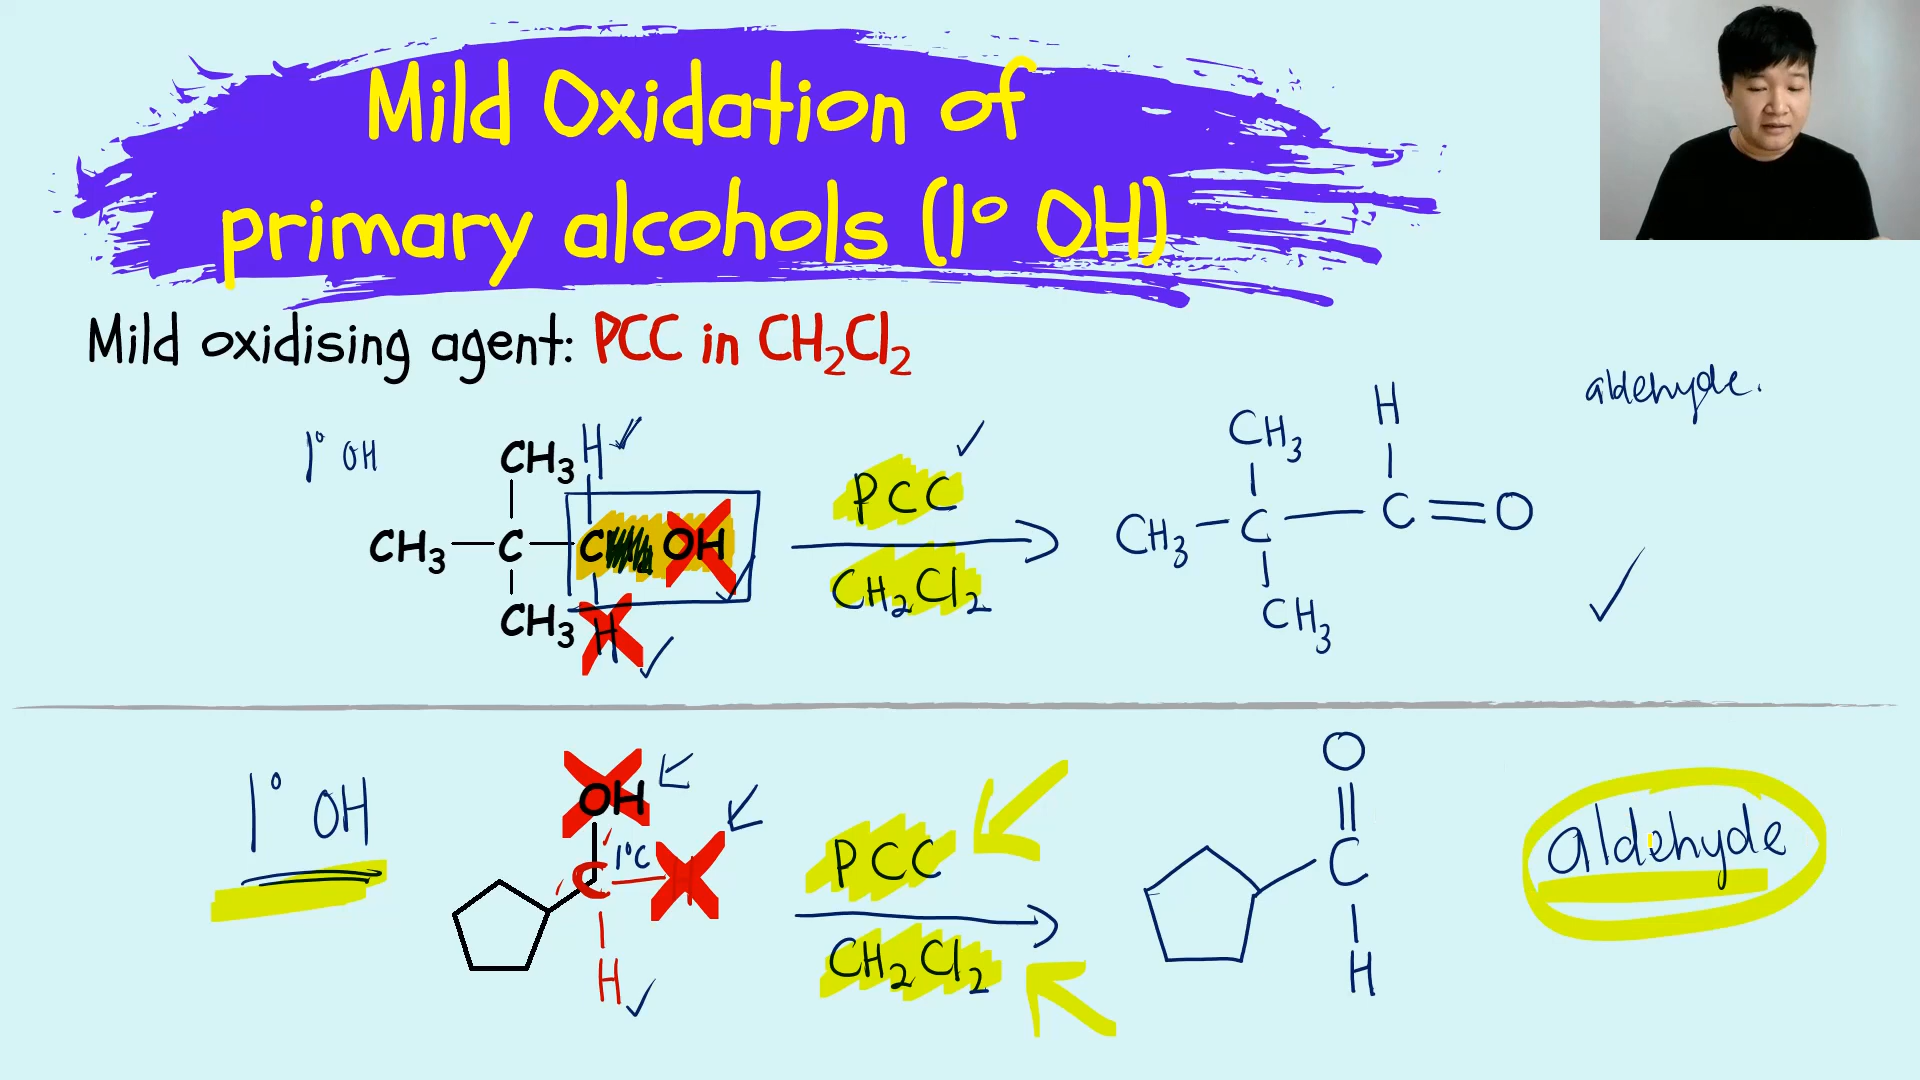 Mild Oxidation of
primary alcohols (1° OH)
Mild oxidising agent: PCC in CH₂Cl₂
aldehyde.
1° OH
CH₃ H
CH₃ — C — C OH
CH₃ H
PCC
CH₂Cl₂
CH₃ H
CH₃ — C — C = O
CH₃
1° OH
OH
1°C
C — H
H
PCC
CH₂Cl₂
O
C
H
aldehyde